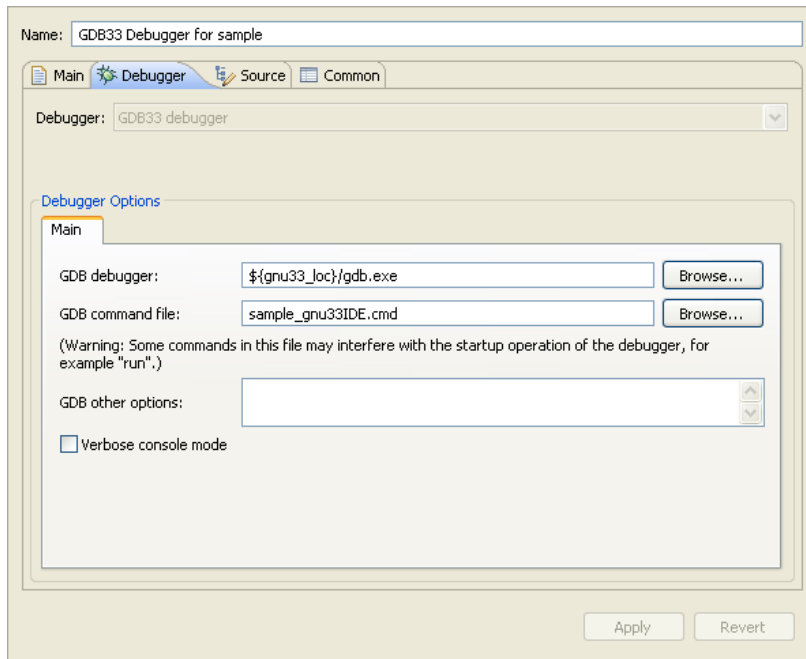 Name: GDB33 Debugger for sample
Main Debugger Source Common
Debugger: GDB33 debugger
Debugger Options
Main
GDB debugger: ${gnu33_loc}/gdb.exe Browse...
GDB command file: sample_gnu33IDE.cmd Browse...
(Warning: Some commands in this file may interfere with the startup operation of the debugger, for
example "run".)
GDB other options:
Verbose console mode
Apply Revert